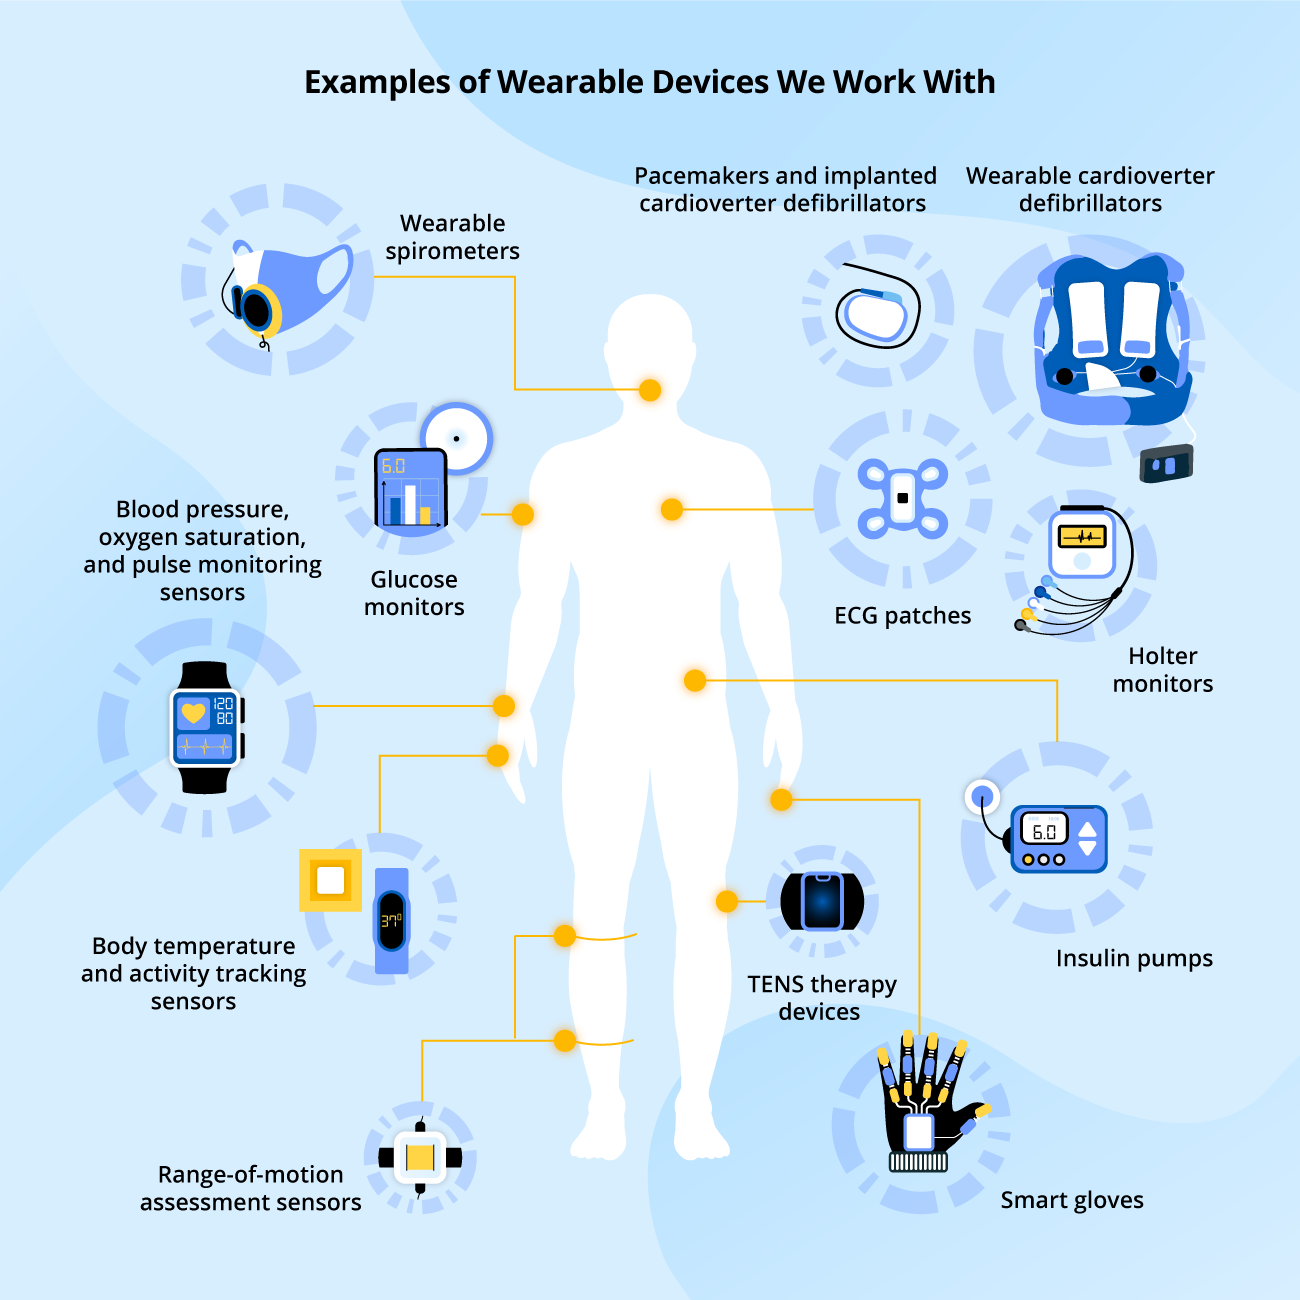 Examples of Wearable Devices We Work With
Pacemakers and implanted
cardioverter defibrillators
Wearable cardioverter
defibrillators
Wearable
spirometers
6.0
Glucose
monitors
Blood pressure,
oxygen saturation,
and pulse monitoring
sensors
120
80
ECG patches
Holter
monitors
6.0
Insulin pumps
37°
Body temperature
and activity tracking
sensors
TENS therapy
devices
Range-of-motion
assessment sensors
Smart gloves